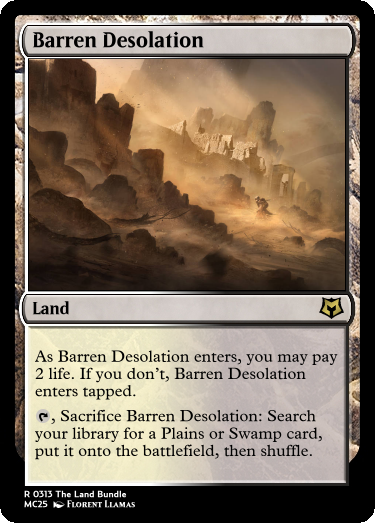 Barren Desolation
Land
As Barren Desolation enters, you may pay
2 life. If you don't, Barren Desolation
enters tapped.
, Sacrifice Barren Desolation: Search
your library for a Plains or Swamp card,
put it onto the battlefield, then shuffle.
R 0313 The Land Bundle
MC25 Florent Llamas